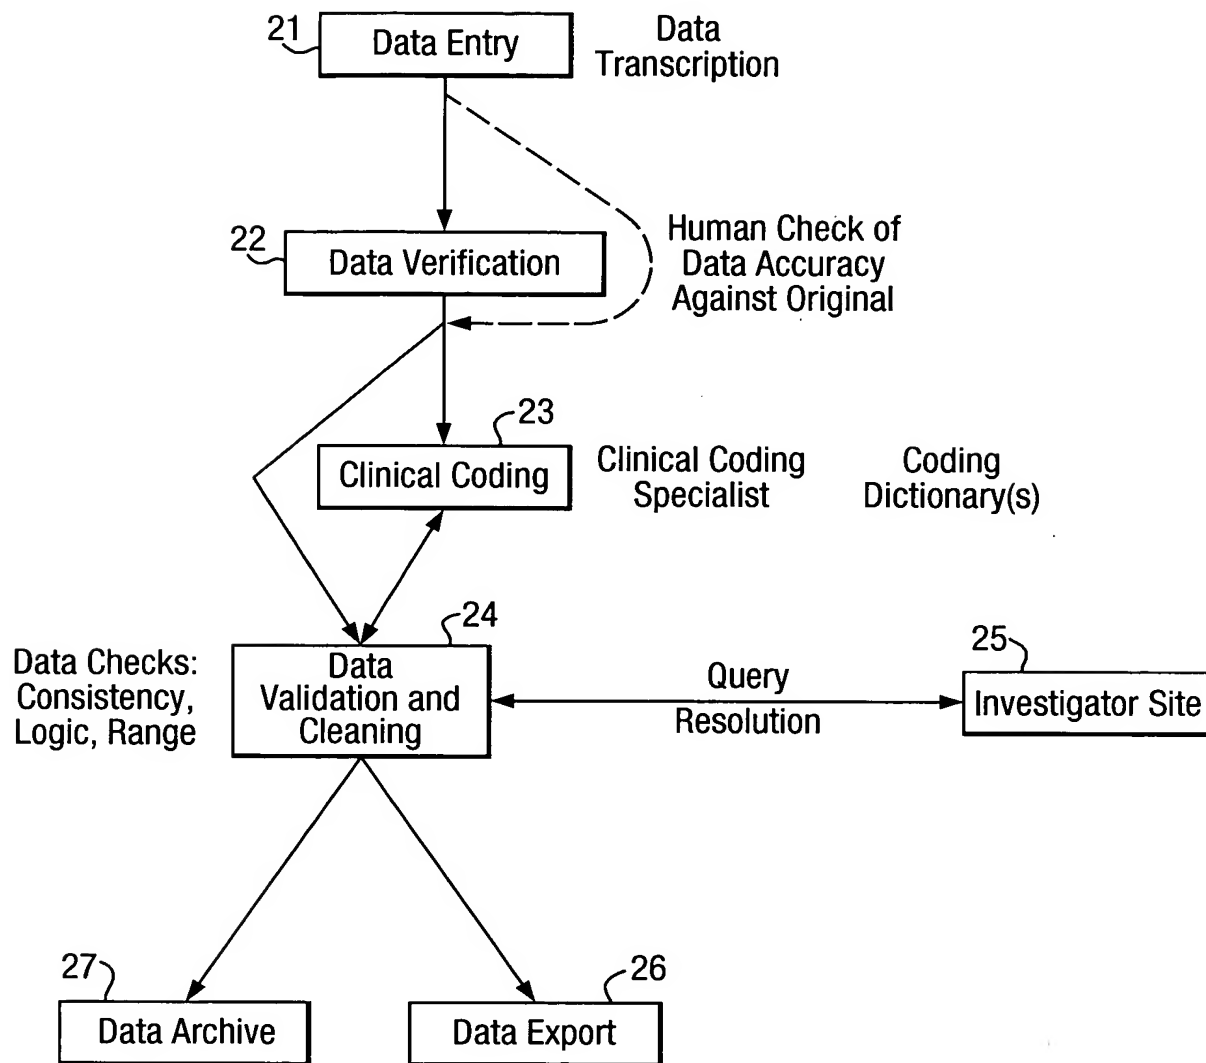 21
Data Entry
Data
Transcription
22
Data Verification
Human Check of
Data Accuracy
Against Original
23
Clinical Coding
Clinical Coding
Specialist
Coding
Dictionary(s)
Data Checks:
Consistency,
Logic, Range
24
Data
Validation and
Cleaning
Query
Resolution
25
Investigator Site
27
Data Archive
26
Data Export